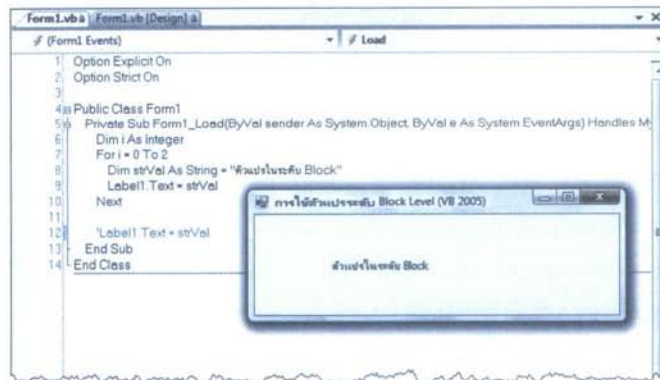 Form1.vb Form1.vb [Design]
(Form1 Events) Load
1 Option Explicit On
2 Option Strict On
3
4 Public Class Form1
5 Private Sub Form1_Load(ByVal sender As System.Object, ByVal e As System.EventArgs) Handles My
6 Dim i As Integer
7 For i = 0 To 2
8 Dim strVal As String = "ตัวแปรในระดับ Block"
9 Label1.Text = strVal
10 Next
11
12 'Label1.Text = strVal
13 End Sub
14 End Class
การใช้ตัวแปรระดับ Block Level (VB 2005)
ตัวแปรในระดับ Block